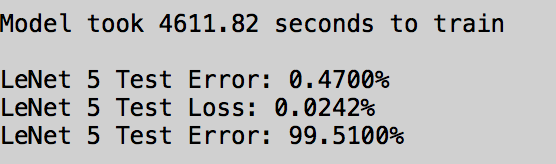 Model took 4611.82 seconds to train
LeNet 5 Test Error: 0.4700%
LeNet 5 Test Loss: 0.0242%
LeNet 5 Test Error: 99.5100%